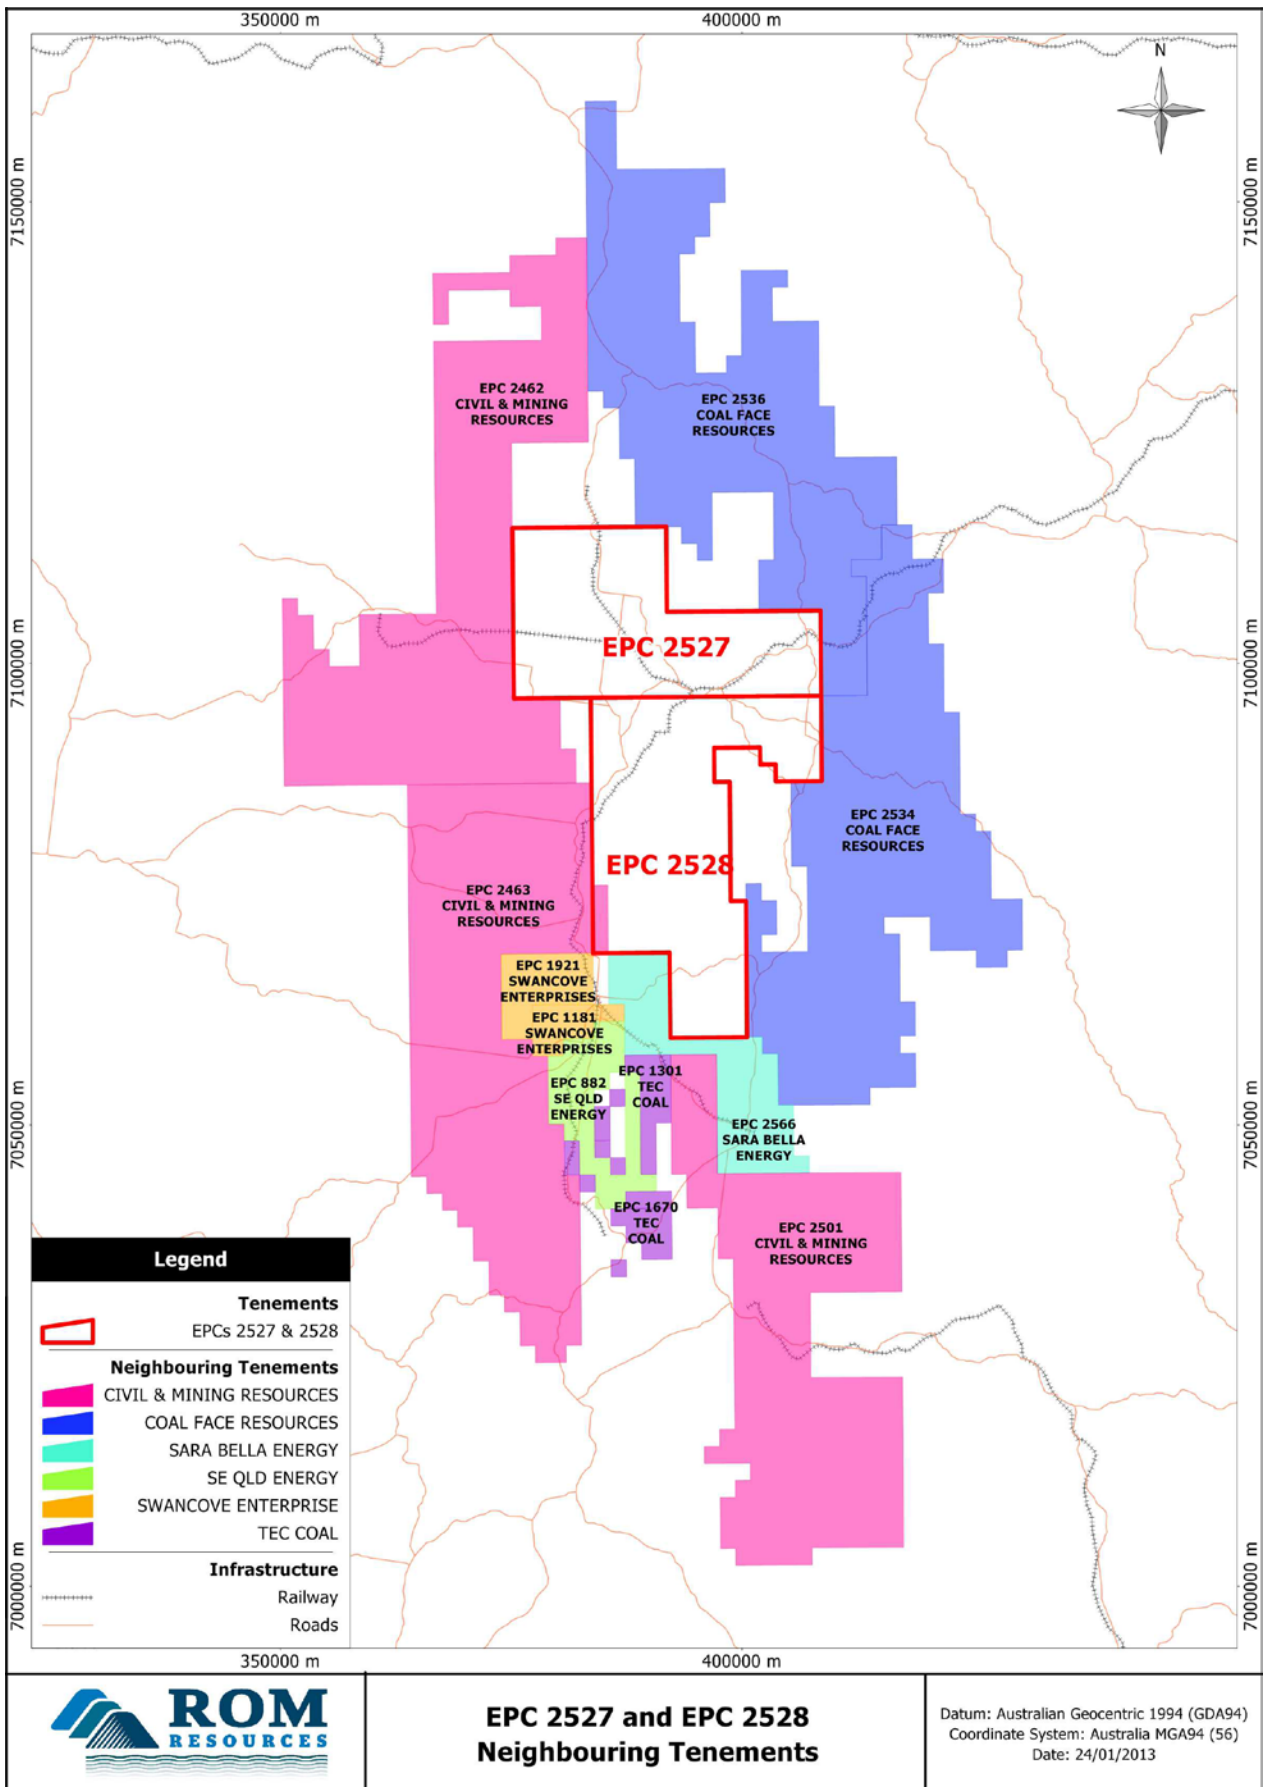 350000 m
400000 m
N
7150000 m
7150000 m
EPC 2462
CIVIL & MINING
RESOURCES
EPC 2536
COAL FACE
RESOURCES
EPC 2527
7100000 m
7100000 m
EPC 2534
COAL FACE
RESOURCES
EPC 2528
EPC 2463
CIVIL & MINING
RESOURCES
EPC 1921
SWANCOVE
ENTERPRISES
EPC 1181
SWANCOVE
ENTERPRISES
EPC 882
SE QLD
ENERGY
EPC 1301
TEC
COAL
EPC 2566
SARA BELLA
ENERGY
7050000 m
7050000 m
EPC 1670
TEC
COAL
EPC 2501
CIVIL & MINING
RESOURCES
Legend
Tenements
EPCs 2527 & 2528
Neighbouring Tenements
CIVIL & MINING RESOURCES
COAL FACE RESOURCES
SARA BELLA ENERGY
SE QLD ENERGY
SWANCOVE ENTERPRISE
TEC COAL
Infrastructure
Railway
Roads
7000000 m
7000000 m
350000 m
400000 m
ROM
RESOURCES
EPC 2527 and EPC 2528
Neighbouring Tenements
Datum: Australian Geocentric 1994 (GDA94)
Coordinate System: Australia MGA94 (56)
Date: 24/01/2013